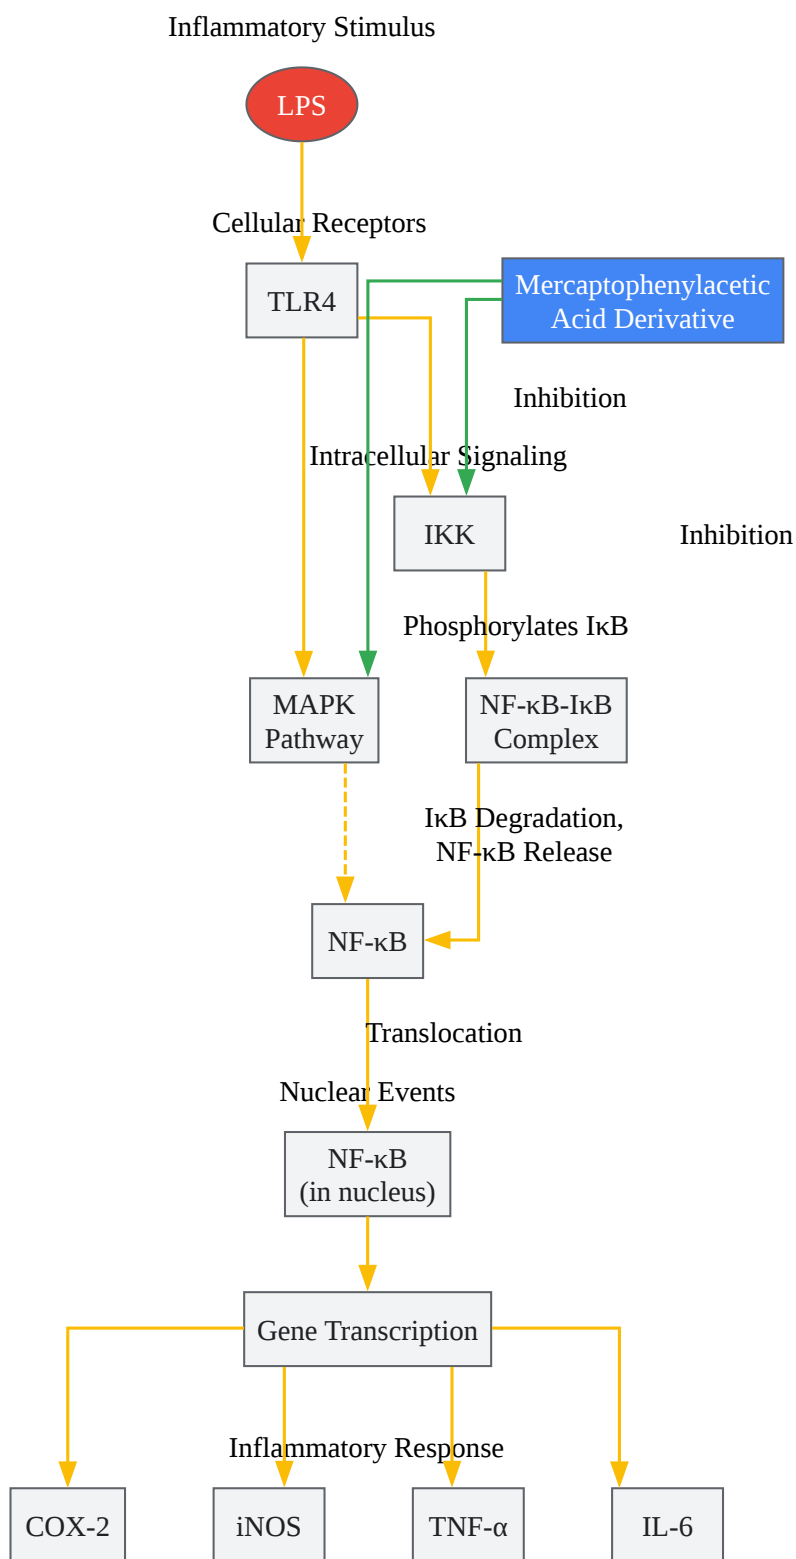 Inflammatory Stimulus
LPS
Cellular Receptors
TLR4
Mercaptophenylacetic
Acid Derivative
Inhibition
Intracellular Signaling
IKK
Inhibition
Phosphorylates IκB
MAPK
Pathway
NF-κB-IκB
Complex
IκB Degradation,
NF-κB Release
NF-κB
Translocation
Nuclear Events
NF-κB
(in nucleus)
Gene Transcription
Inflammatory Response
COX-2
iNOS
TNF-α
IL-6